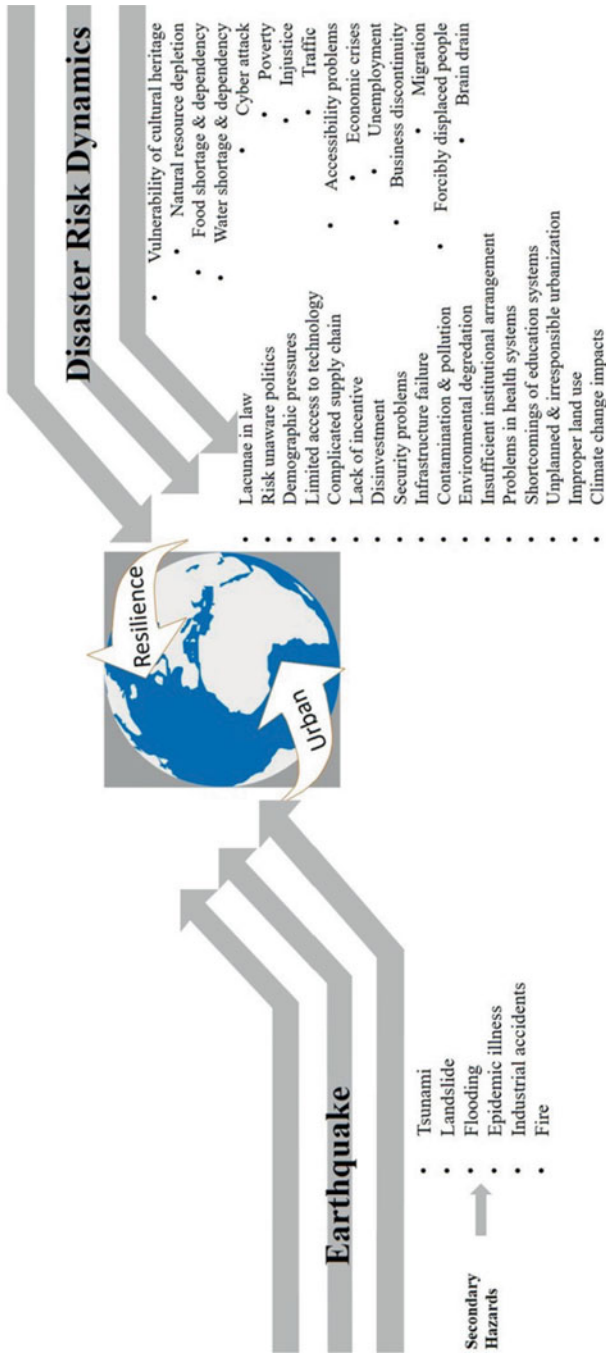 Earthquake
Secondary
Hazards
• Tsunami
• Landslide
• Flooding
• Epidemic illness
• Industrial accidents
• Fire
Resilience
Urban
Disaster Risk Dynamics
• Lacunae in law
• Risk unaware politics
• Demographic pressures
• Limited access to technology
• Complicated supply chain
• Lack of incentive
• Disinvestment
• Security problems
• Infrastructure failure
• Contamination & pollution
• Environmental degredation
• Insufficient institutional arrangement
• Problems in health systems
• Shortcomings of education systems
• Unplanned & irresponsible urbanization
• Improper land use
• Climate change impacts
• Vulnerability of cultural heritage
• Natural resource depletion
• Food shortage & dependency
• Water shortage & dependency
• Cyber attack
• Poverty
• Injustice
• Traffic
• Accessibility problems
• Economic crises
• Unemployment
• Business discontinuity
• Migration
• Forcibly displaced people
• Brain drain